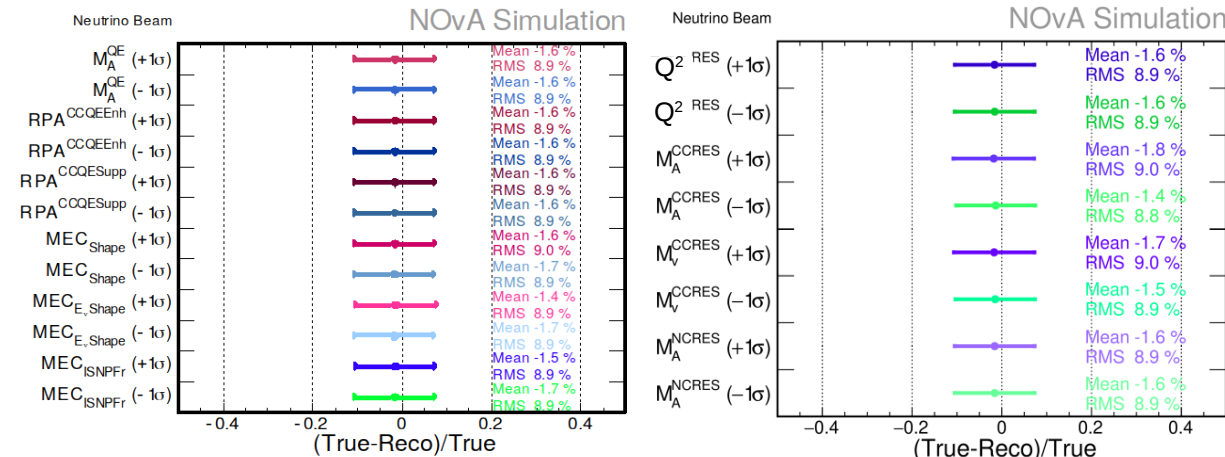 Neutrino Beam
NOvA Simulation
M_A^QE (+1σ)
Mean -1.6 %
RMS 8.9 %
M_A^QE (- 1σ)
Mean -1.6 %
RMS 8.9 %
RPA^CCQEEnh (+1σ)
Mean -1.6 %
RMS 8.9 %
RPA^CCQEEnh (- 1σ)
Mean -1.6 %
RMS 8.9 %
RPA^CCQESupp (+1σ)
Mean -1.6 %
RMS 8.9 %
RPA^CCQESupp (- 1σ)
Mean -1.6 %
RMS 8.9 %
MEC_Shape (+1σ)
Mean -1.6 %
RMS 9.0 %
MEC_Shape (- 1σ)
Mean -1.7 %
RMS 8.9 %
MEC_Eν Shape (+1σ)
Mean -1.4 %
RMS 8.9 %
MEC_Eν Shape (- 1σ)
Mean -1.7 %
RMS 8.9 %
MEC_ISNPFr (+1σ)
Mean -1.5 %
RMS 8.9 %
MEC_ISNPFr (- 1σ)
Mean -1.7 %
RMS 8.9 %
-0.4 -0.2 0 0.2 0.4
(True-Reco)/True
Neutrino Beam
NOvA Simulation
Q² RES (+1σ)
Mean -1.6 %
RMS 8.9 %
Q² RES (−1σ)
Mean -1.6 %
RMS 8.9 %
M_A^CCRES (+1σ)
Mean -1.8 %
RMS 9.0 %
M_A^CCRES (−1σ)
Mean -1.4 %
RMS 8.8 %
M_v^CCRES (+1σ)
Mean -1.7 %
RMS 9.0 %
M_v^CCRES (−1σ)
Mean -1.5 %
RMS 8.9 %
M_A^NCRES (+1σ)
Mean -1.6 %
RMS 8.9 %
M_A^NCRES (−1σ)
Mean -1.6 %
RMS 8.9 %
−0.4 −0.2 0 0.2 0.4
(True-Reco)/True